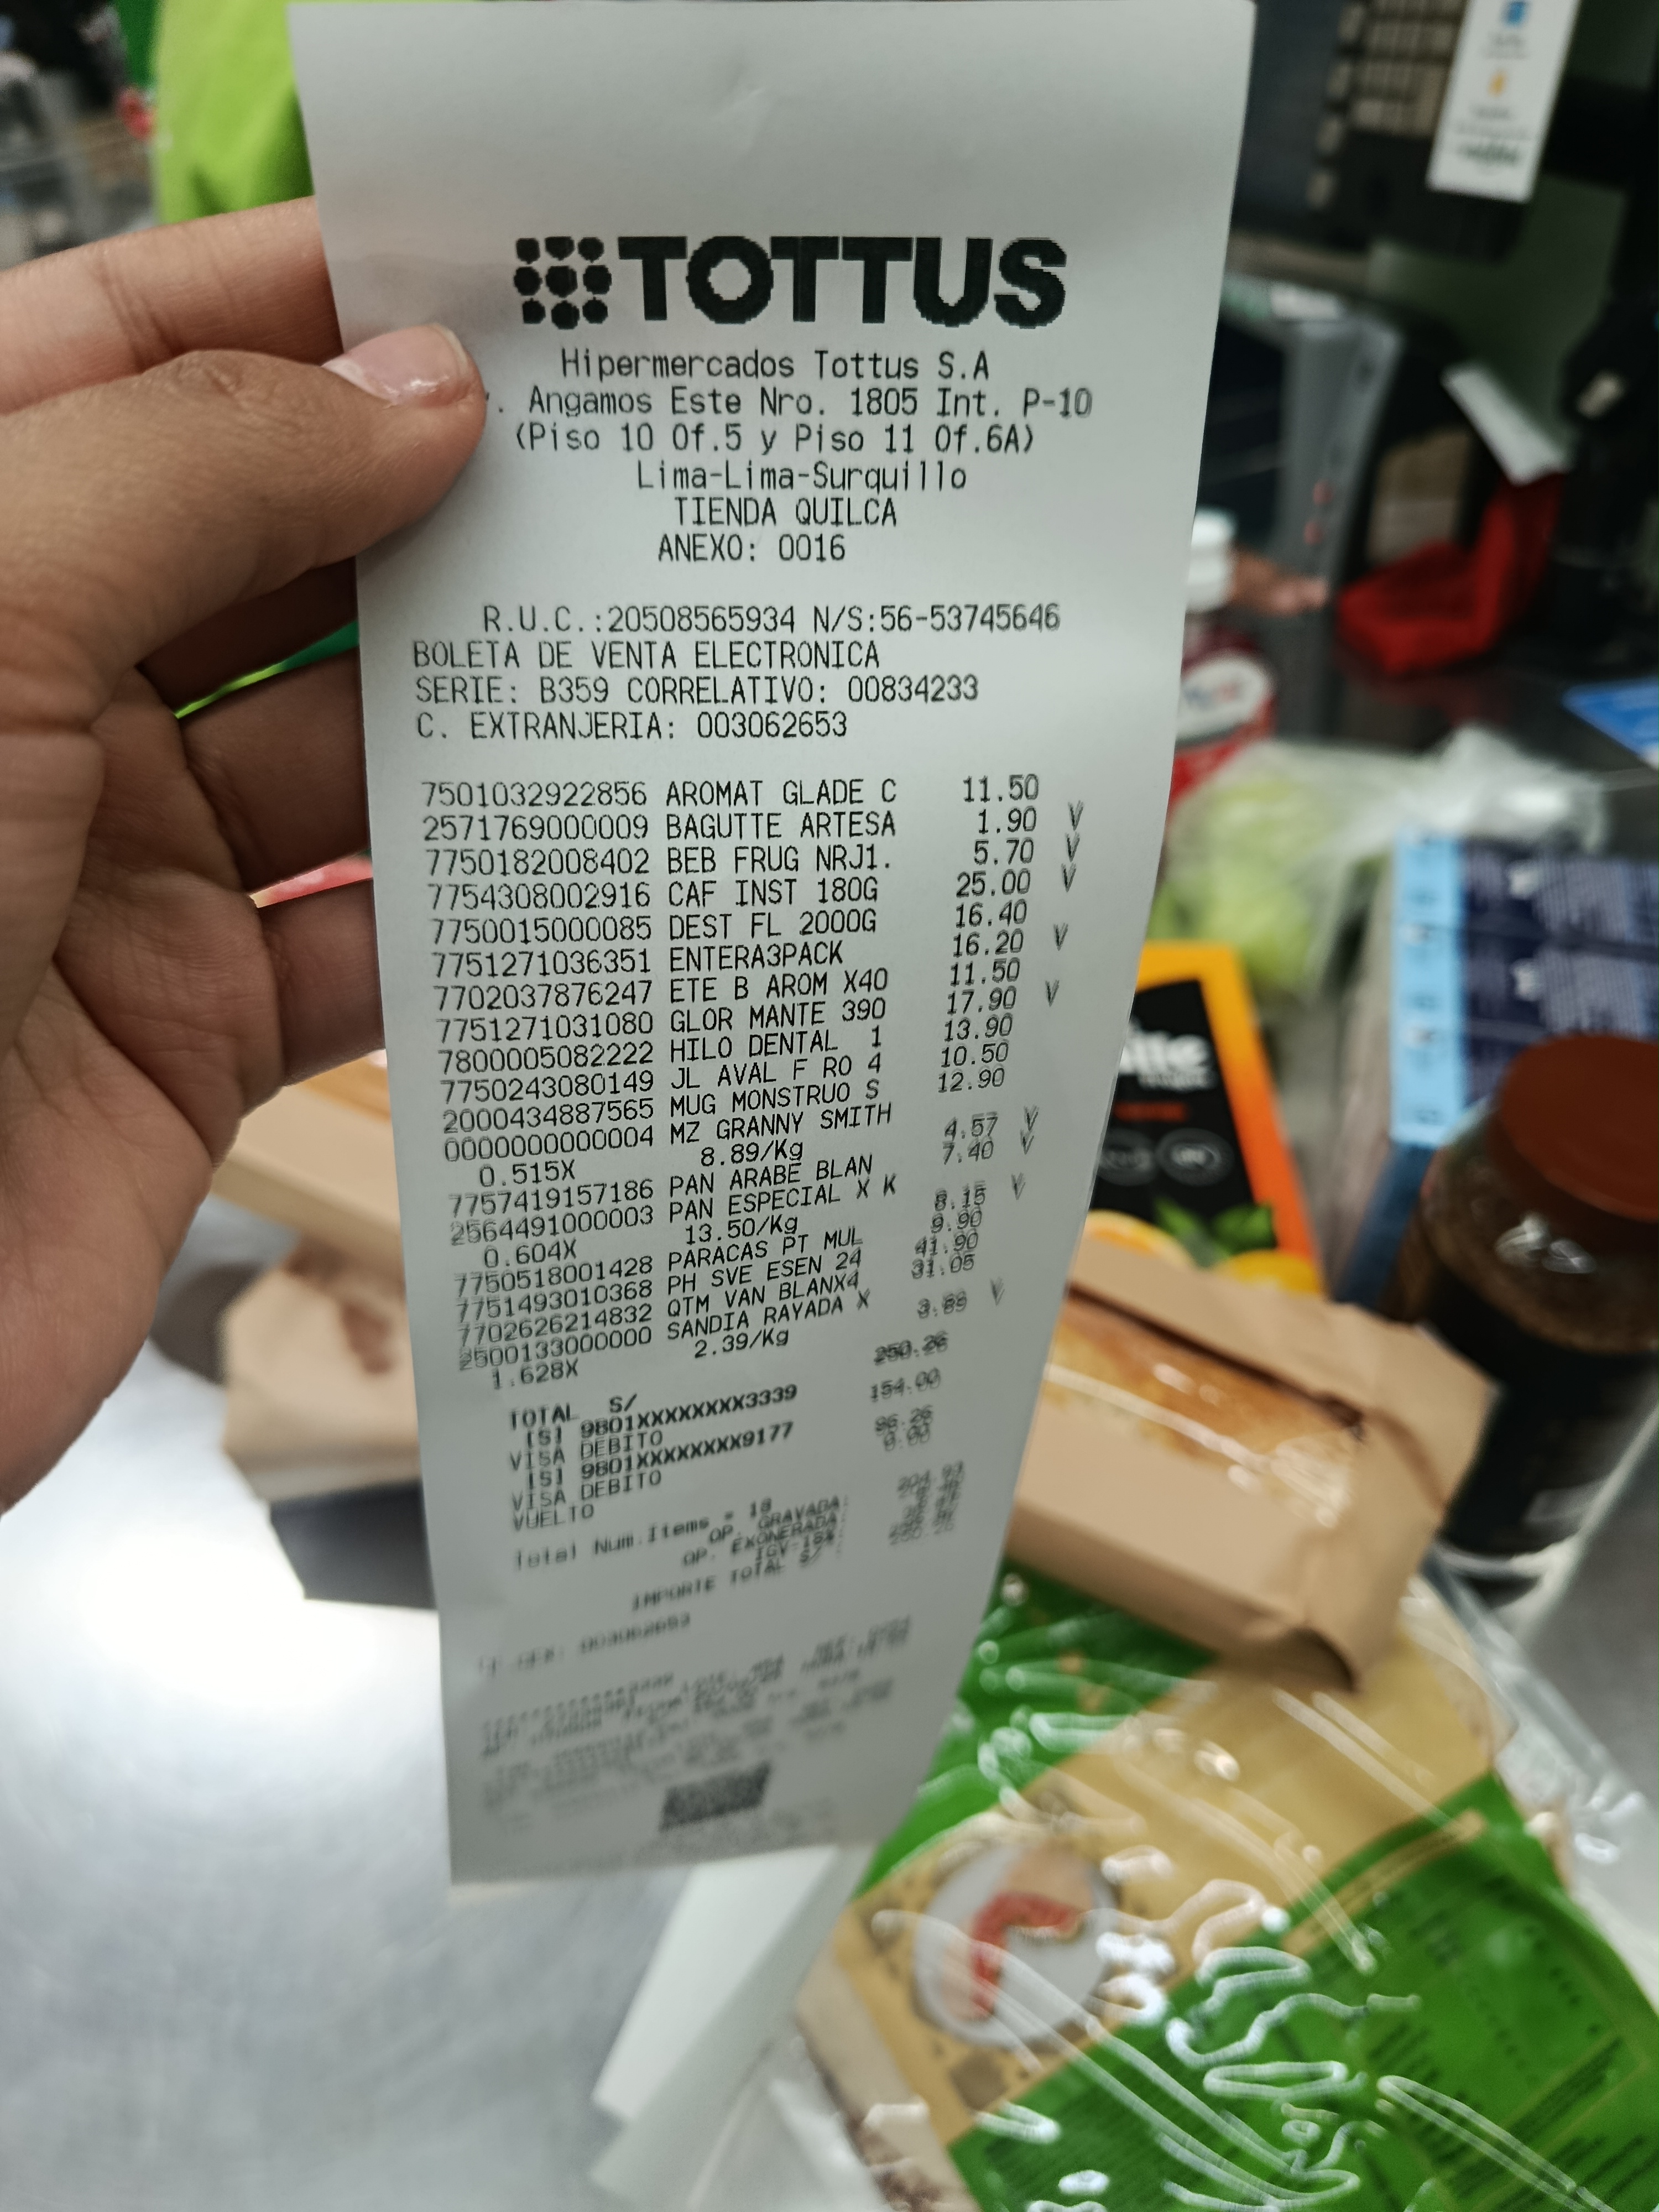 TOTTUS
Hipermercados Tottus S.A
. Angamos Este Nro. 1805 Int. P-10
(Piso 10 Of.5 y Piso 11 Of.6A)
Lima-Lima-Surquillo
TIENDA QUILCA
ANEXO: 0016
R.U.C.:20508565934 N/S:56-53745646
BOLETA DE VENTA ELECTRONICA
SERIE: B359 CORRELATIVO: 00834233
C. EXTRANJERIA: 003062653
7501032922856 AROMAT GLADE C 11.50
2571769000009 BAGUTTE ARTESA 1.90 V
7750182008402 BEB FRUG NRJ1. 5.70 V
7754308002916 CAF INST 180G 25.00 V
7750015000085 DEST FL 2000G 16.40
7751271036351 ENTERA3PACK 16.20 V
7702037876247 ETE B AROM X40 11.50
7751271031080 GLOR MANTE 390 17.90 V
7800005082222 HILO DENTAL 1 13.90
7750243080149 JL AVAL F RO 4 10.50
2000434887565 MUG MONSTRUO S 12.90
0000000000004 MZ GRANNY SMITH
0.515X 8.89/Kg 4.57 V
7757419157186 PAN ARABE BLAN 7.40 V
2564491000003 PAN ESPECIAL X K
0.604X 13.50/Kg 8.15 V
7750518001428 PARACAS PT MUL 9.90
7751493010368 PH SVE ESEN 24 41.90
7702626214832 QTM VAN BLANX4 31.05
2500133000000 SANDIA RAYADA X
1.628X 2.39/Kg 3.89 V
TOTAL S/ 250.26
[S] 9801XXXXXXXXX3339
VISA DEBITO 154.00
[S] 9801XXXXXXXXX9177
VISA DEBITO 96.26
VUELTO 0.00
Total Num.Items = 18
OP. GRAVADA: 204.93
OP. EXONERADA:
IGV 18%
IMPORTE TOTAL S/
003062653